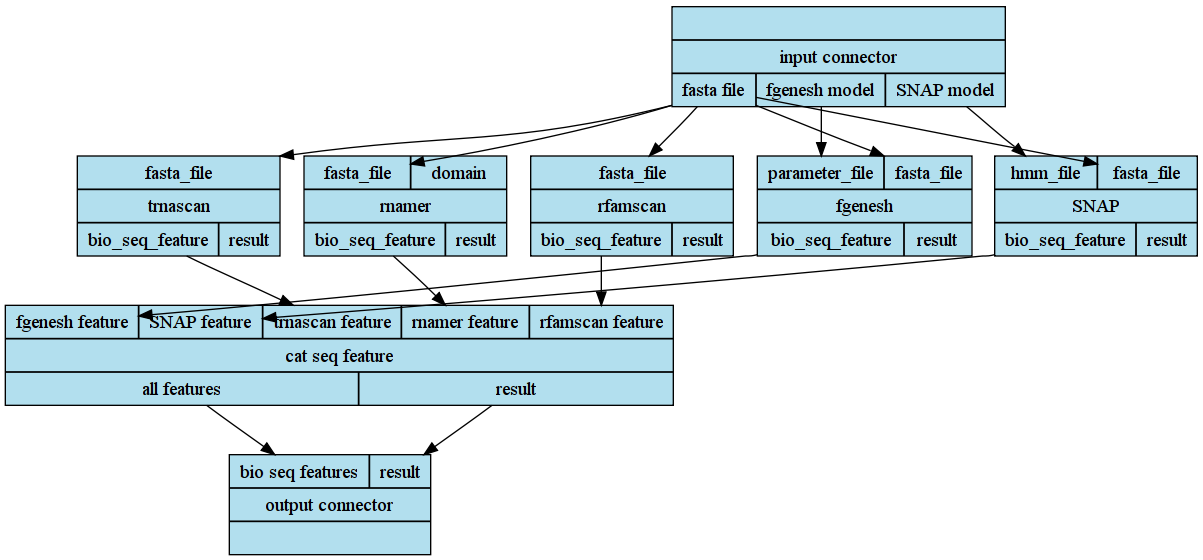 input connector
fasta file fgenesh model SNAP model
fasta_file fasta_file domain fasta_file parameter_file fasta_file hmm_file fasta_file
trnascan rnamer rfamscan fgenesh SNAP
bio_seq_feature result bio_seq_feature result bio_seq_feature result bio_seq_feature result bio_seq_feature result
fgenesh feature SNAP feature trnascan feature rnamer feature rfamscan feature
cat seq feature
all features result
bio seq features result
output connector